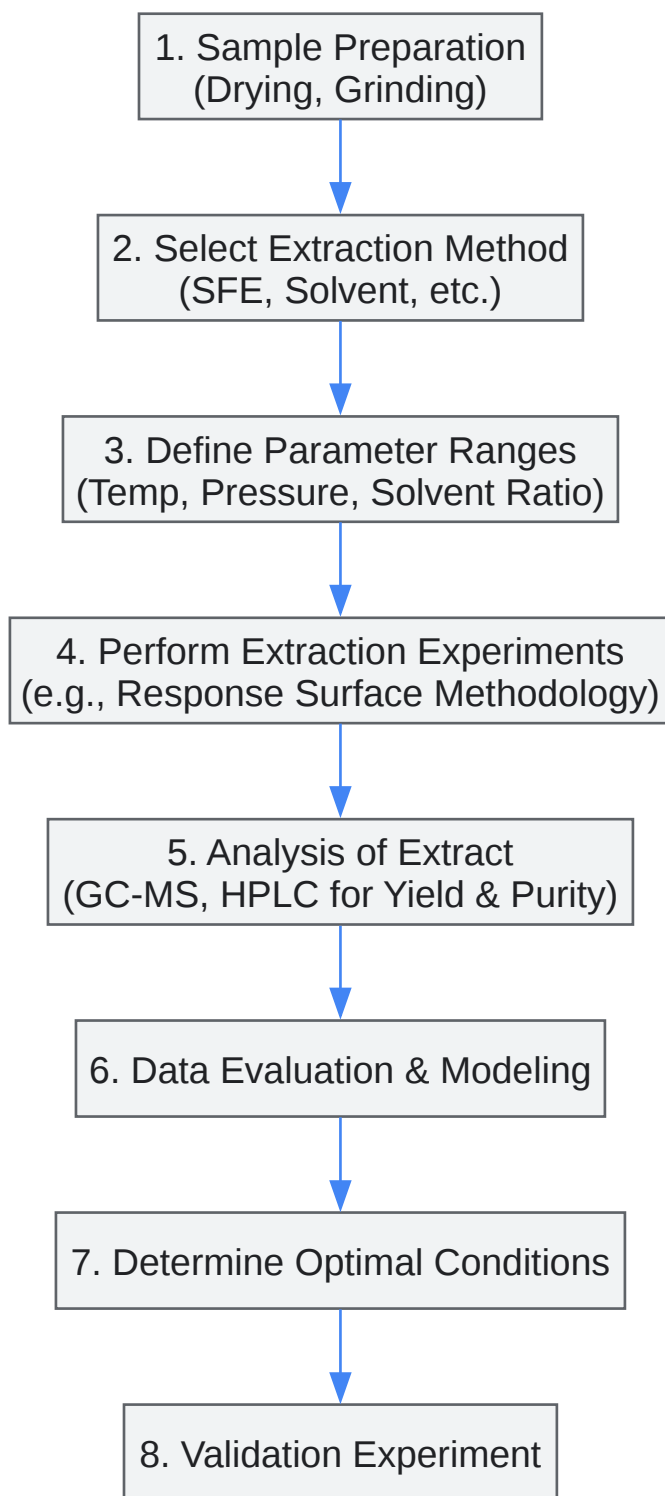 1. Sample Preparation
(Drying, Grinding)
2. Select Extraction Method
(SFE, Solvent, etc.)
3. Define Parameter Ranges
(Temp, Pressure, Solvent Ratio)
4. Perform Extraction Experiments
(e.g., Response Surface Methodology)
5. Analysis of Extract
(GC-MS, HPLC for Yield & Purity)
6. Data Evaluation & Modeling
7. Determine Optimal Conditions
8. Validation Experiment